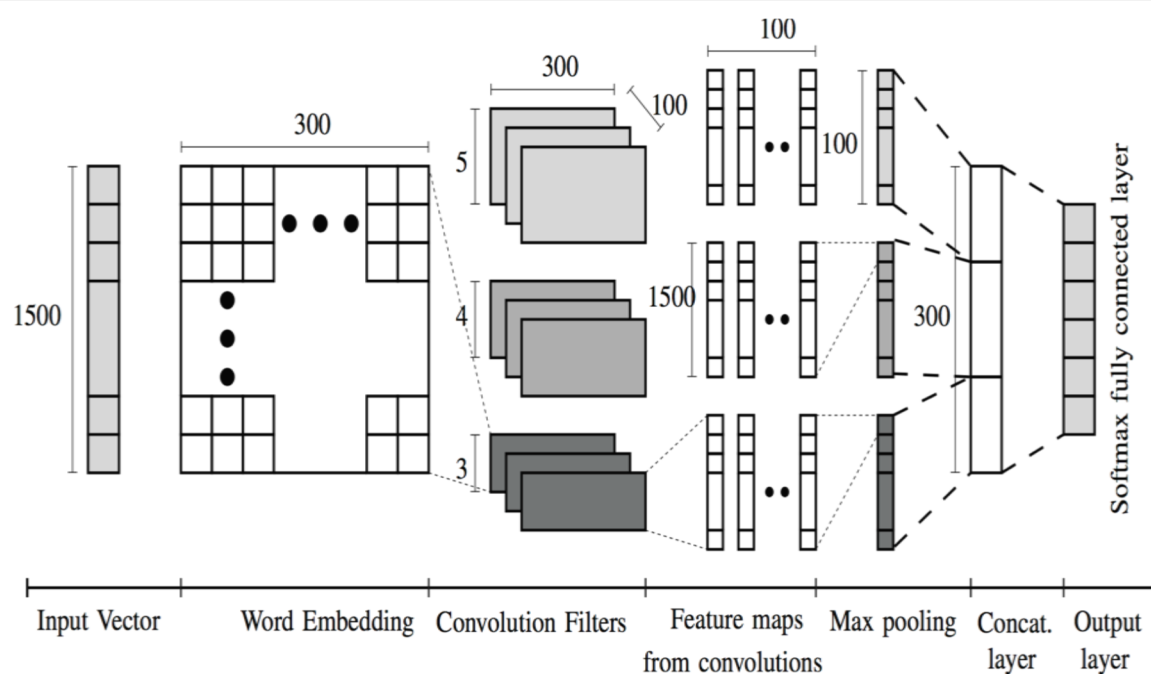 100
300
100
300
5
100
1500
4
1500
300
3
Softmax fully connected layer
Input Vector
Word Embedding
Convolution Filters
Feature maps
from convolutions
Max pooling
Concat.
layer
Output
layer